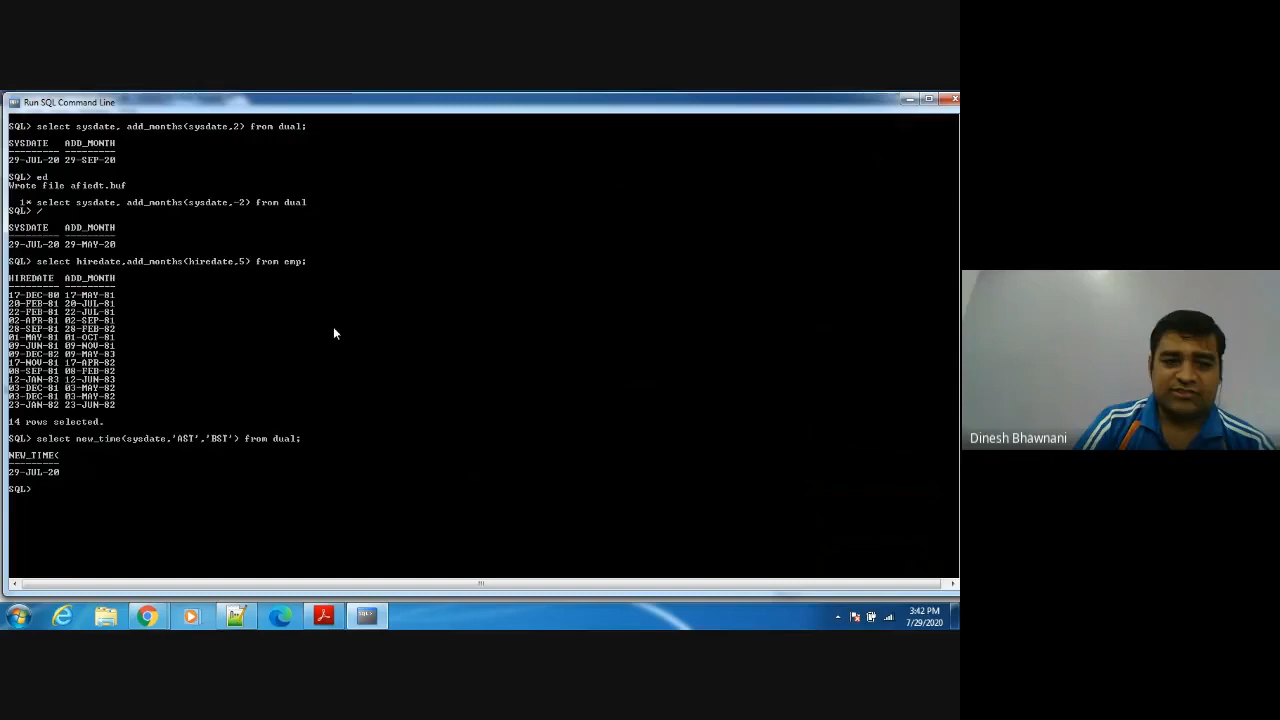 Run SQL Command Line
SQL> select sysdate, add_months(sysdate,2) from dual;
SYSDATE ADD_MONTH
29-JUL-20 29-SEP-20
SQL> ed
Wrote file afiedt.buf
1* select sysdate, add_months(sysdate,-2) from dual
SQL> /
SYSDATE ADD_MONTH
29-JUL-20 29-MAY-20
SQL> select hiredate,add_months(hiredate,5) from emp;
HIREDATE ADD_MONTH
17-DEC-80 17-MAY-81
20-FEB-81 20-JUL-81
22-FEB-81 22-JUL-81
02-APR-81 02-SEP-81
28-SEP-81 28-FEB-82
01-MAY-81 01-OCT-81
09-JUN-81 09-NOV-81
09-DEC-82 09-MAY-83
17-NOV-81 17-APR-82
08-SEP-81 08-FEB-82
12-JAN-83 12-JUN-83
03-DEC-81 03-MAY-82
03-DEC-81 03-MAY-82
23-JAN-82 23-JUN-82
14 rows selected.
SQL> select new_time(sysdate,'AST','BST') from dual;
NEW_TIME(
29-JUL-20
SQL>
Dinesh Bhawnani
3:42 PM
7/29/2020